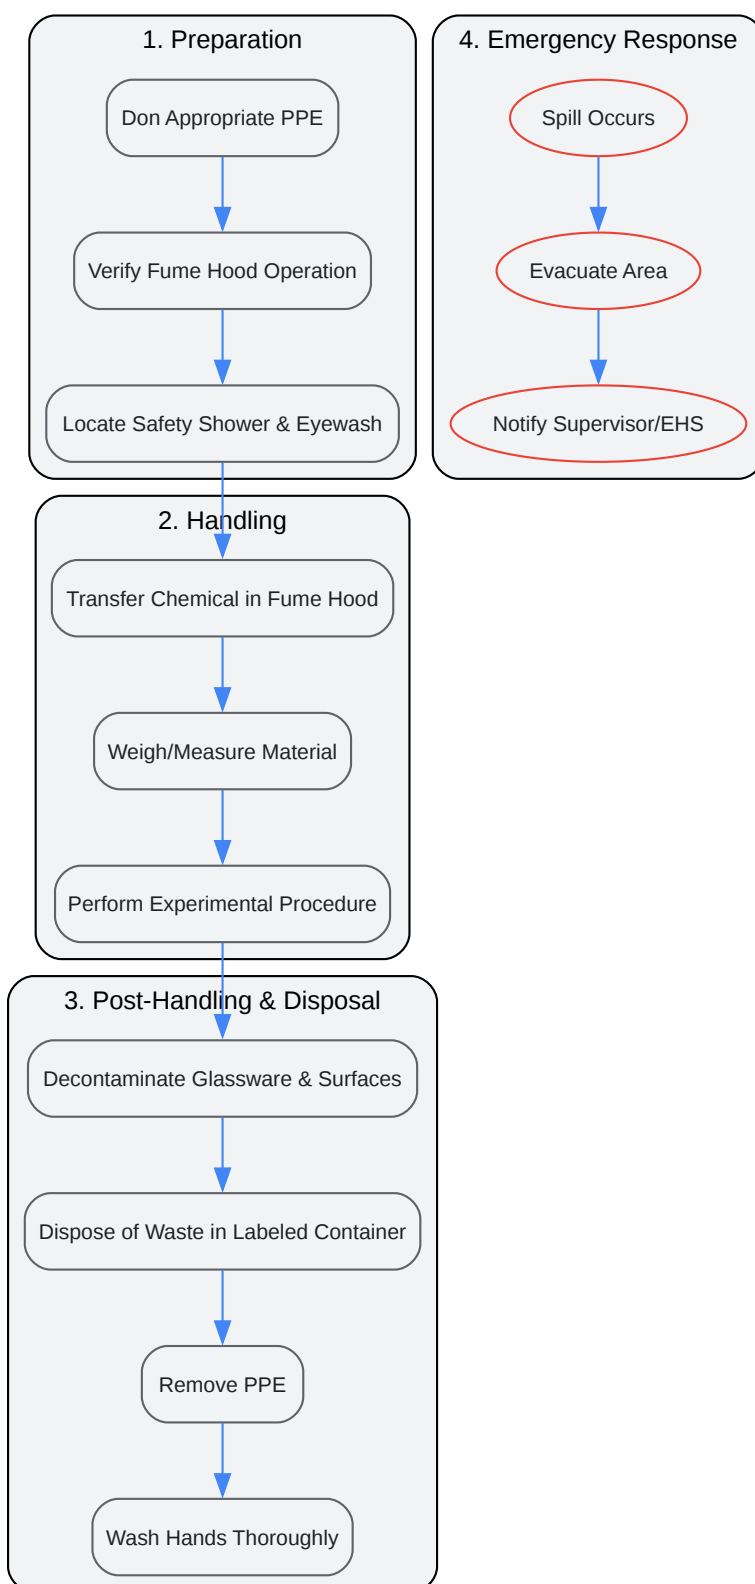 1. Preparation
Don Appropriate PPE
Verify Fume Hood Operation
Locate Safety Shower & Eyewash
2. Handling
Transfer Chemical in Fume Hood
Weigh/Measure Material
Perform Experimental Procedure
3. Post-Handling & Disposal
Decontaminate Glassware & Surfaces
Dispose of Waste in Labeled Container
Remove PPE
Wash Hands Thoroughly
4. Emergency Response
Spill Occurs
Evacuate Area
Notify Supervisor/EHS